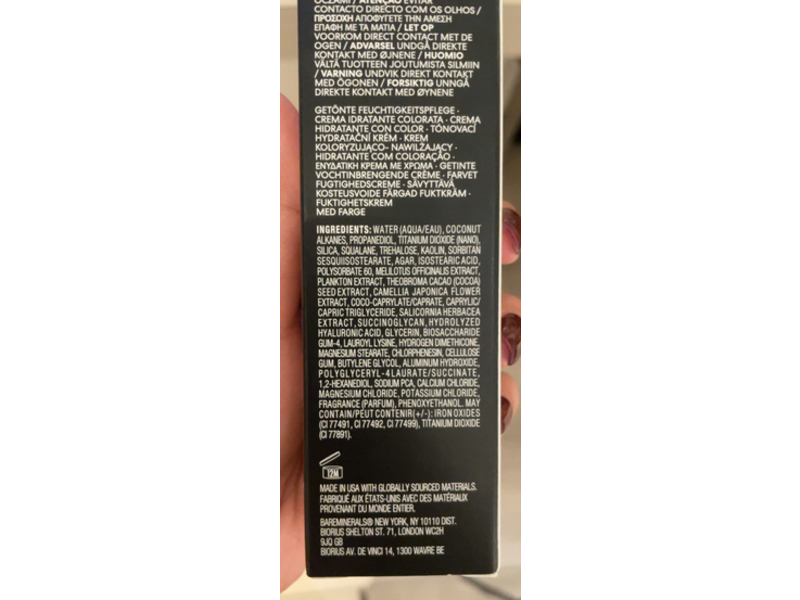 OCZAMI / ATENÇÃO EVITAR
CONTACTO DIRECTO COM OS OLHOS /
ΠΡΟΣΟΧΗ ΑΠΟΦΥΓΕΤΕ ΤΗΝ ΑΜΕΣΗ
ΕΠΑΦΗ ΜΕ ΤΑ ΜΑΤΙΑ / LET OP
VOORKOM DIRECT CONTACT MET DE
OGEN / ADVARSEL UNDGÅ DIREKTE
KONTAKT MED ØJNENE / HUOMIO
VÄLTÄ TUOTTEEN JOUTUMISTA SILMIIN
/ VARNING UNDVIK DIREKT KONTAKT
MED ÖGONEN / FORSIKTIG UNNGÅ
DIREKTE KONTAKT MED ØYNENE
GETÖNTE FEUCHTIGKEITSPFLEGE ·
CREMA IDRATANTE COLORATA · CREMA
HIDRATANTE CON COLOR · TÓNOVACÍ
HYDRATAČNÍ KRÉM · KREM
KOLORYZUJĄCO- NAWILŻAJĄCY ·
HIDRATANTE COM COLORAÇÃO ·
ΕΝΥΔΑΤΙΚΗ ΚΡΕΜΑ ΜΕ ΧΡΩΜΑ · GETINTE
VOCHTINBRENGENDE CRÈME · FARVET
FUGTIGHEDSCREME · SÄVYTTÄVÄ
KOSTEUSVOIDE FÄRGAD FUKTKRÄM ·
FUKTIGHETSKREM
MED FARGE
INGREDIENTS: WATER (AQUA/EAU), COCONUT
ALKANES, PROPANEDIOL, TITANIUM DIOXIDE (NANO),
SILICA, SQUALANE, TREHALOSE, KAOLIN, SORBITAN
SESQUIISOSTEARATE, AGAR, ISOSTEARIC ACID,
POLYSORBATE 60, MELILOTUS OFFICINALIS EXTRACT,
PLANKTON EXTRACT, THEOBROMA CACAO (COCOA)
SEED EXTRACT, CAMELLIA JAPONICA FLOWER
EXTRACT, COCO-CAPRYLATE/CAPRATE, CAPRYLIC/
CAPRIC TRIGLYCERIDE, SALICORNIA HERBACEA
EXTRACT, SUCCINOGLYCAN, HYDROLYZED
HYALURONIC ACID, GLYCERIN, BIOSACCHARIDE
GUM-4, LAUROYL LYSINE, HYDROGEN DIMETHICONE,
MAGNESIUM STEARATE, CHLORPHENESIN, CELLULOSE
GUM, BUTYLENE GLYCOL, ALUMINUM HYDROXIDE,
POLYGLYCERYL-4 LAURATE/SUCCINATE,
1,2-HEXANEDIOL, SODIUM PCA, CALCIUM CHLORIDE,
MAGNESIUM CHLORIDE, POTASSIUM CHLORIDE,
FRAGRANCE (PARFUM), PHENOXYETHANOL. MAY
CONTAIN/PEUT CONTENIR(+/-): IRON OXIDES
(CI 77491, CI 77492, CI 77499), TITANIUM DIOXIDE
(CI 77891).
12M
MADE IN USA WITH GLOBALLY SOURCED MATERIALS.
FABRIQUÉ AUX ÉTATS-UNIS AVEC DES MATÉRIAUX
PROVENANT DU MONDE ENTIER.
BAREMINERALS® NEW YORK, NY 10110 DIST.
BIORIUS SHELTON ST. 71, LONDON WC2H
9JQ GB
BIORIUS AV. DE VINCI 14, 1300 WAVRE BE